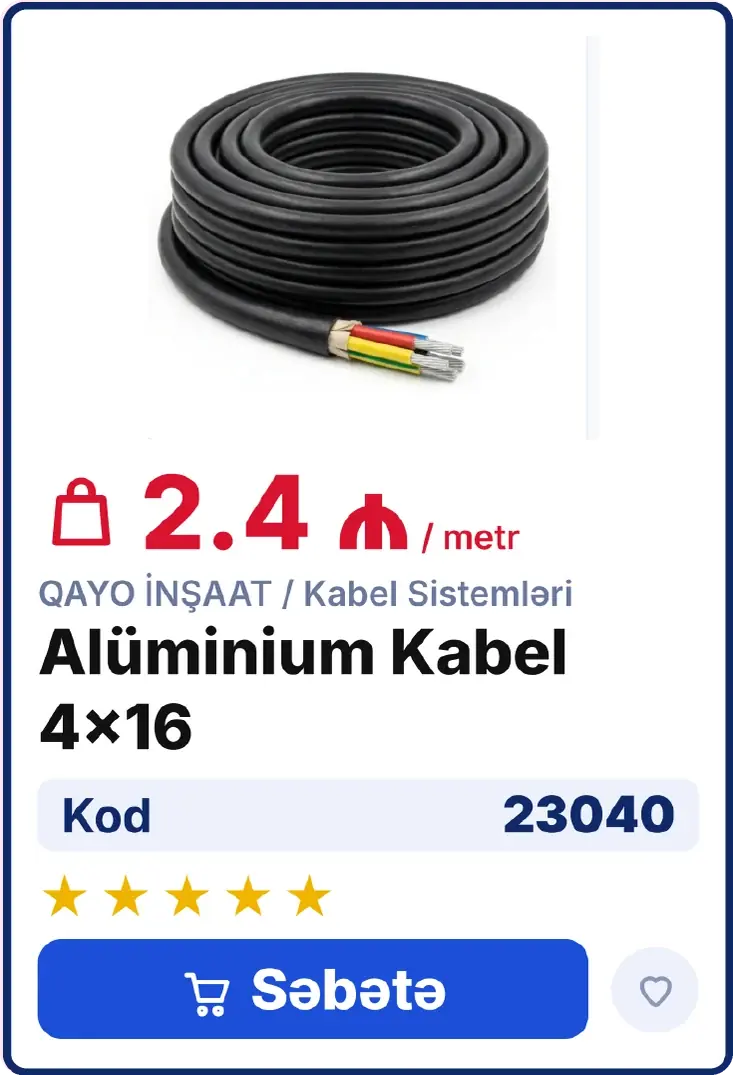 2.4 ₼ / metr
QAYO İNŞAAT / Kabel Sistemləri
Alüminium Kabel
4×16
Kod 23040
Səbətə